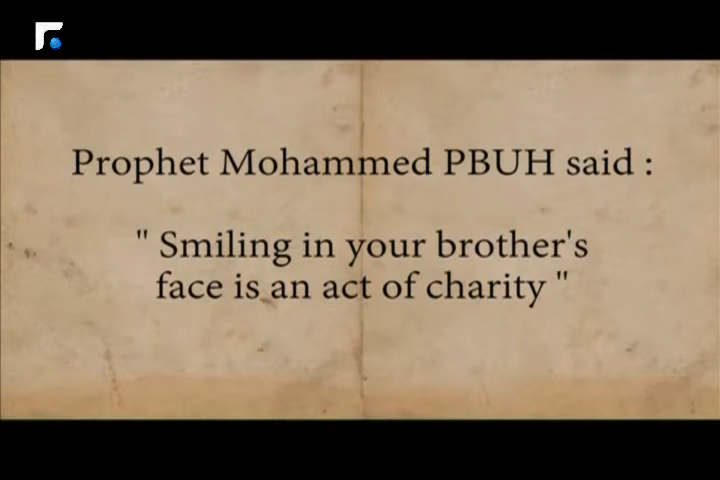 Prophet Mohammed PBUH said :
" Smiling in your brother's
face is an act of charity "